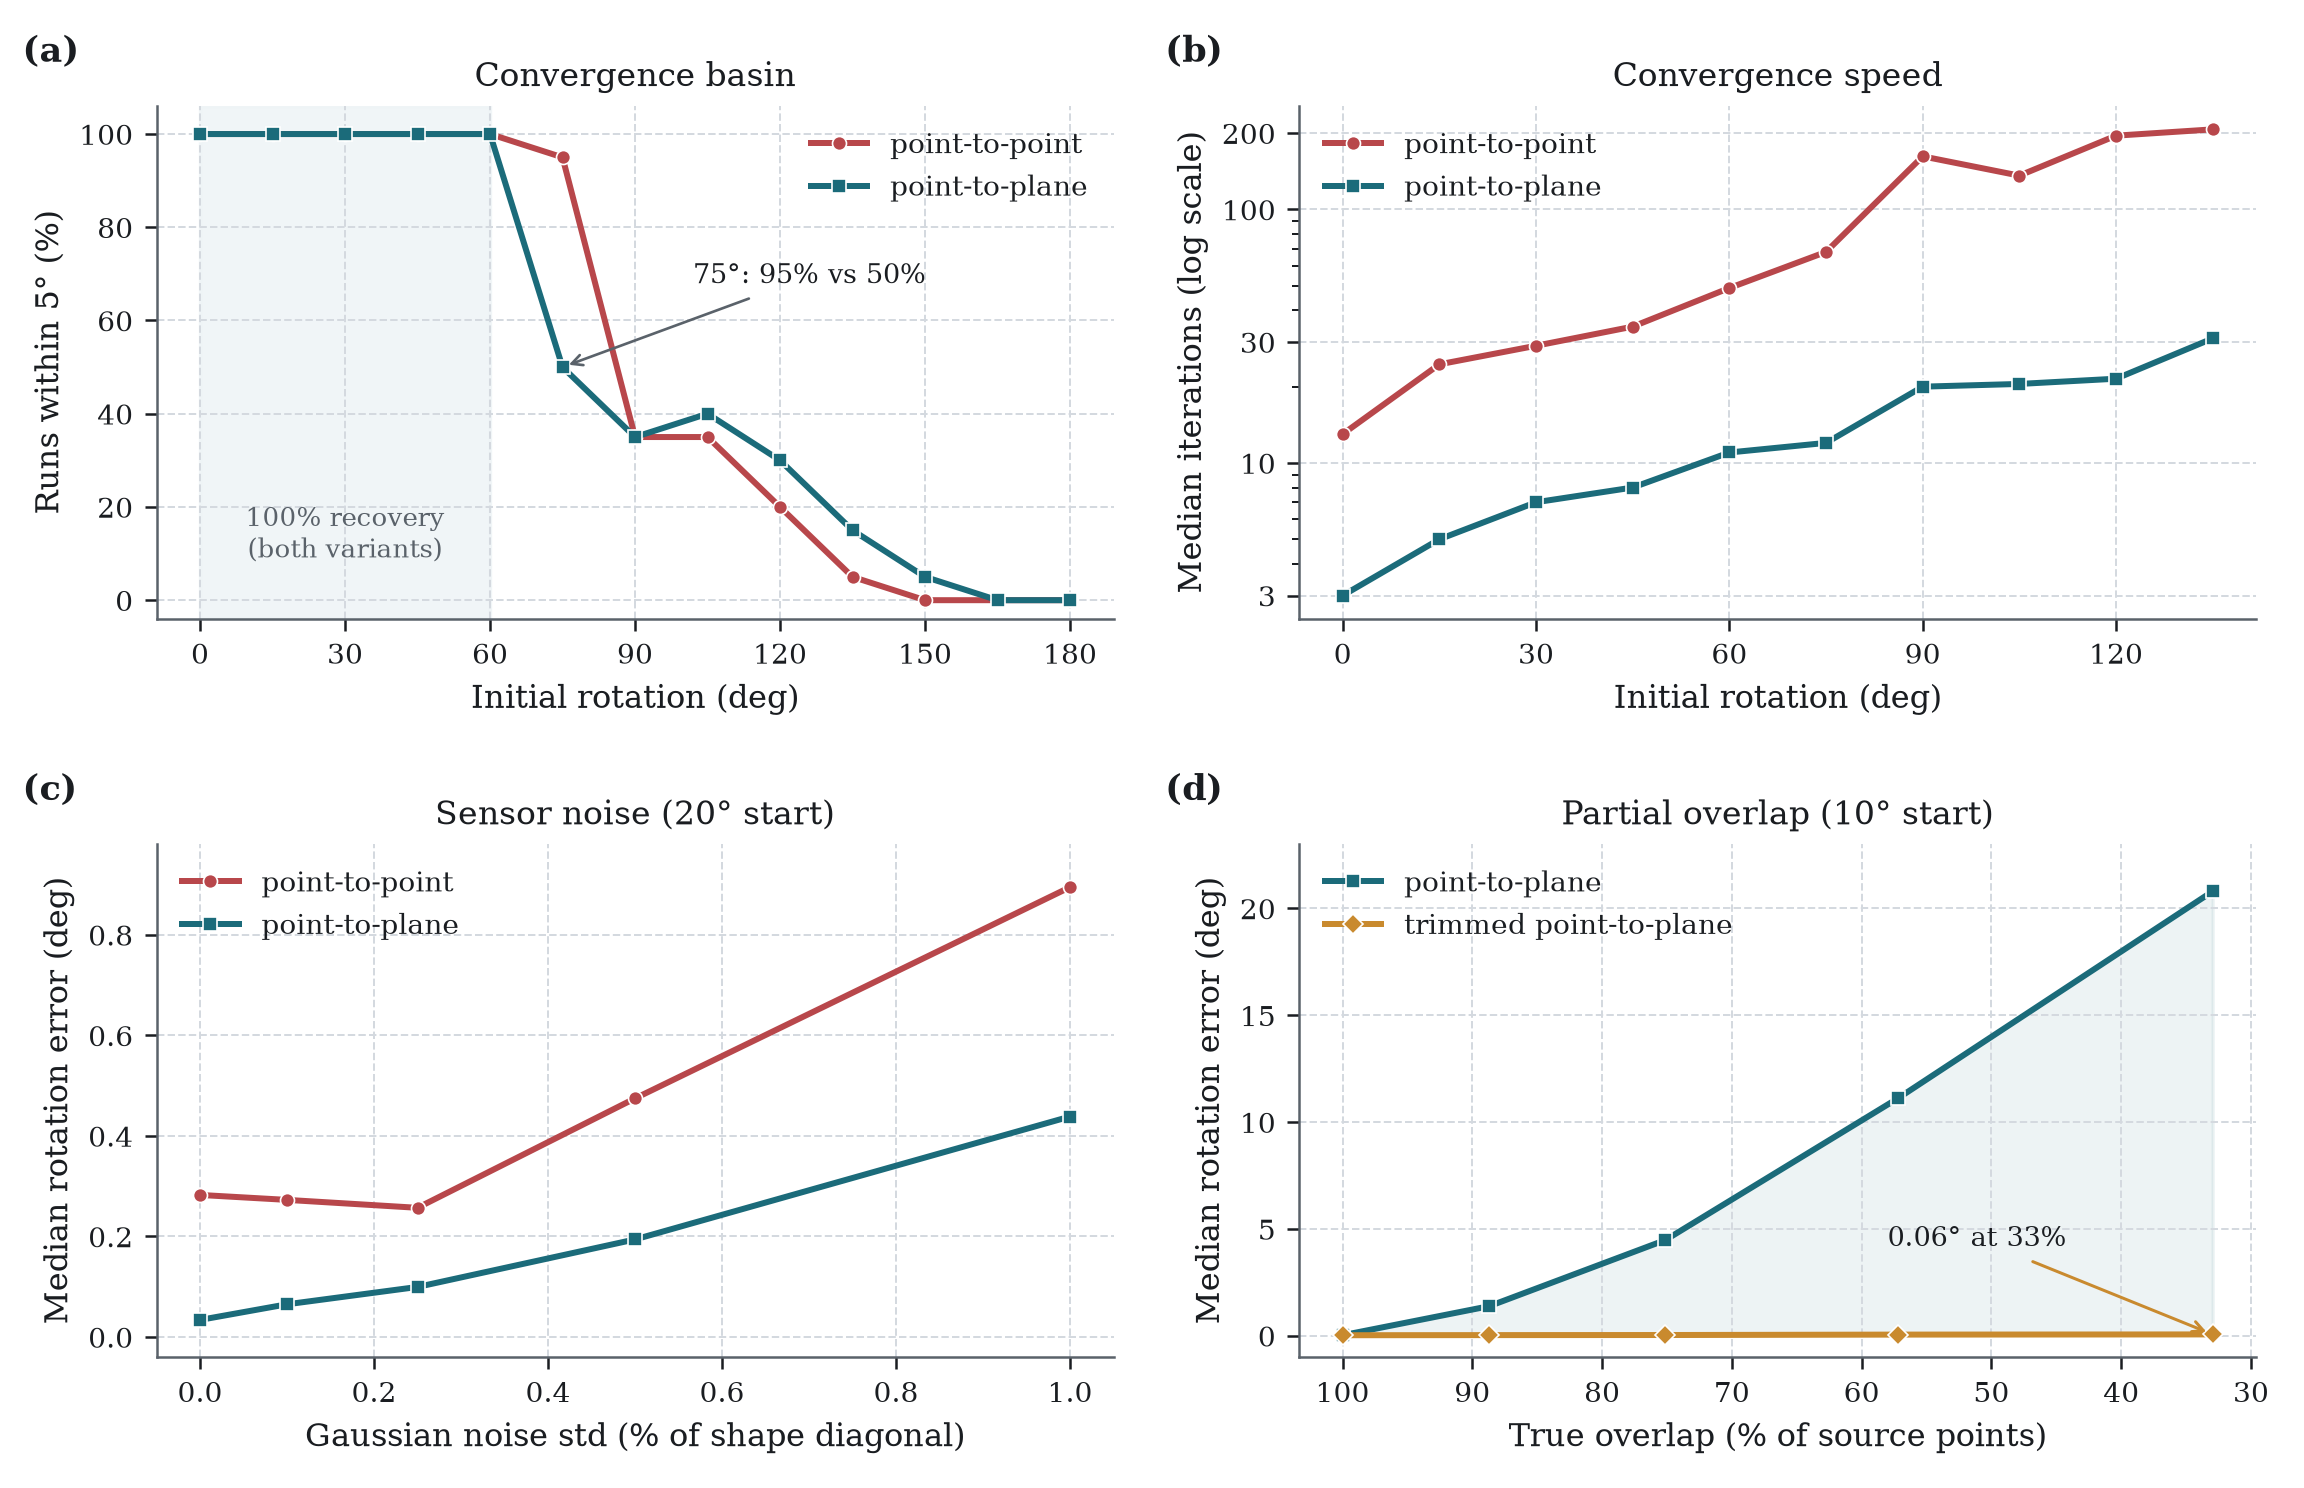 (a)
Convergence basin
Runs within 5° (%)
100
80
60
40
20
0
point-to-point
point-to-plane
75°: 95% vs 50%
100% recovery
(both variants)
0 30 60 90 120 150 180
Initial rotation (deg)
(b)
Convergence speed
Median iterations (log scale)
200
100
30
10
3
point-to-point
point-to-plane
0 30 60 90 120
Initial rotation (deg)
(c)
Sensor noise (20° start)
Median rotation error (deg)
0.8
0.6
0.4
0.2
0.0
point-to-point
point-to-plane
0.0 0.2 0.4 0.6 0.8 1.0
Gaussian noise std (% of shape diagonal)
(d)
Partial overlap (10° start)
Median rotation error (deg)
20
15
10
5
0
point-to-plane
trimmed point-to-plane
0.06° at 33%
100 90 80 70 60 50 40 30
True overlap (% of source points)